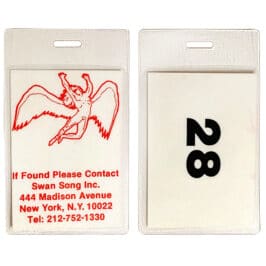 If Found Please Contact
Swan Song Inc.
444 Madison Avenue
New York, N.Y. 10022
Tel: 212-752-1330
28